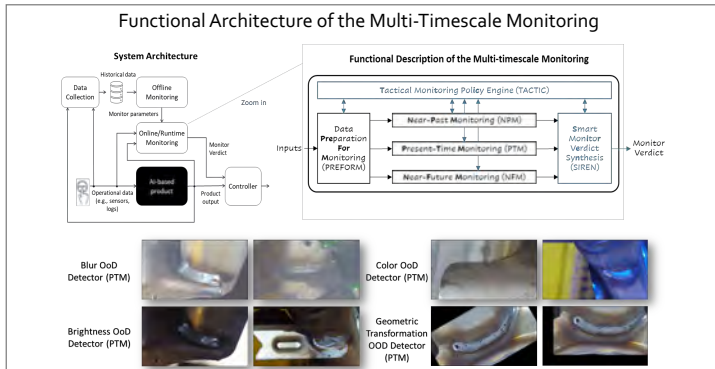 Functional Architecture of the Multi-Timescale Monitoring
System Architecture
Historical data
Data
Collection
Offline
Monitoring
Monitor parameters
Online/Runtime
Monitoring
Zoom in
Monitor
Verdict
AI-based
product
Operational data
(e.g., sensors,
logs)
Product
output
Controller
Functional Description of the Multi-timescale Monitoring
Tactical Monitoring Policy Engine (TACTIC)
Inputs
Data
Preparation
For
Monitoring
(PREFORM)
Near-Past Monitoring (NPM)
Present-Time Monitoring (PTM)
Near-Future Monitoring (NFM)
Smart
Monitor
Verdict
Synthesis
(SIREN)
Monitor
Verdict
Blur OoD
Detector (PTM)
Color OoD
Detector (PTM)
Brightness OoD
Detector (PTM)
Geometric
Transformation
OOD Detector
(PTM)